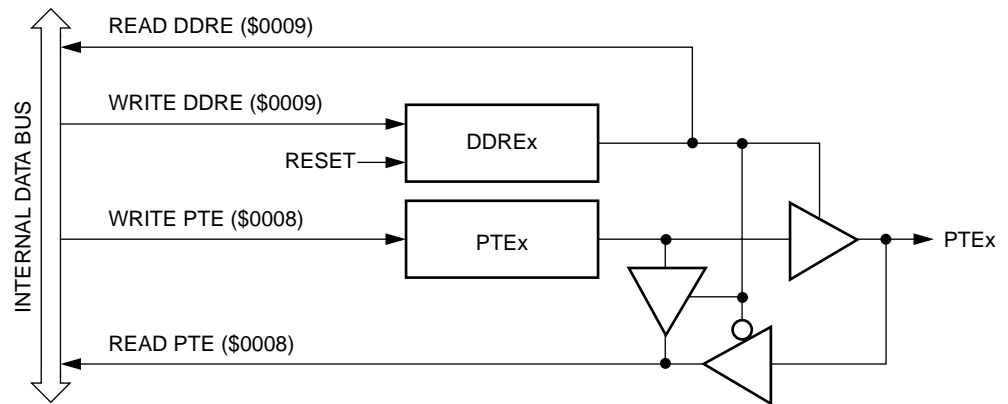 READ DDRE ($0009)
WRITE DDRE ($0009)
DDREx
RESET
INTERNAL DATA BUS
WRITE PTE ($0008)
PTEx
PTEx
READ PTE ($0008)